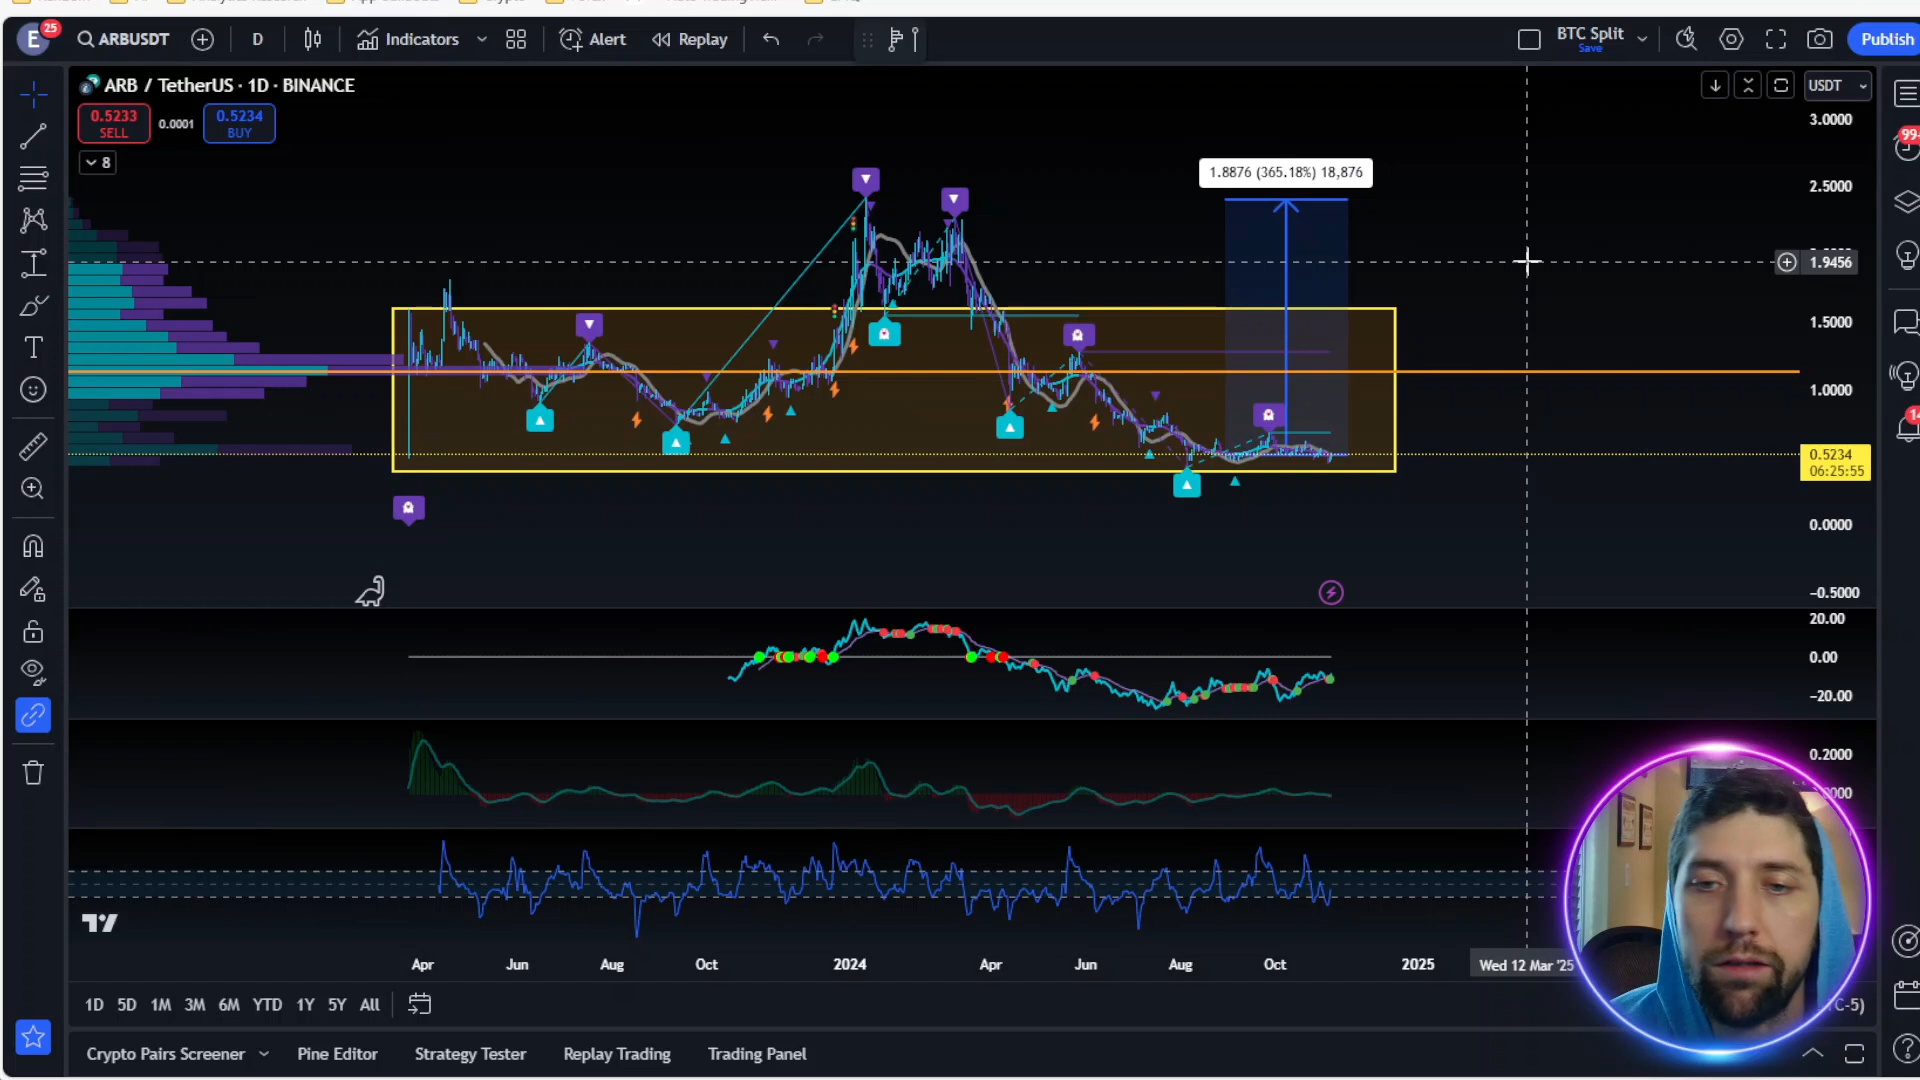 E
25
ARBUSDT
D
Indicators
Alert
Replay
BTC Split
Save
Publish
ARB / TetherUS · 1D · BINANCE
USDT
0.5233
SELL
0.0001
0.5234
BUY
8
1.8876 (365.18%) 18,876
3.0000
2.5000
1.9456
1.5000
1.0000
0.5234
06:25:55
0.0000
−0.5000
20.00
0.00
−20.00
0.2000
99+
Apr
Jun
Aug
Oct
2024
Apr
Jun
Aug
Oct
2025
Wed 12 Mar '25
1D
5D
1M
3M
6M
YTD
1Y
5Y
All
Crypto Pairs Screener
Pine Editor
Strategy Tester
Replay Trading
Trading Panel